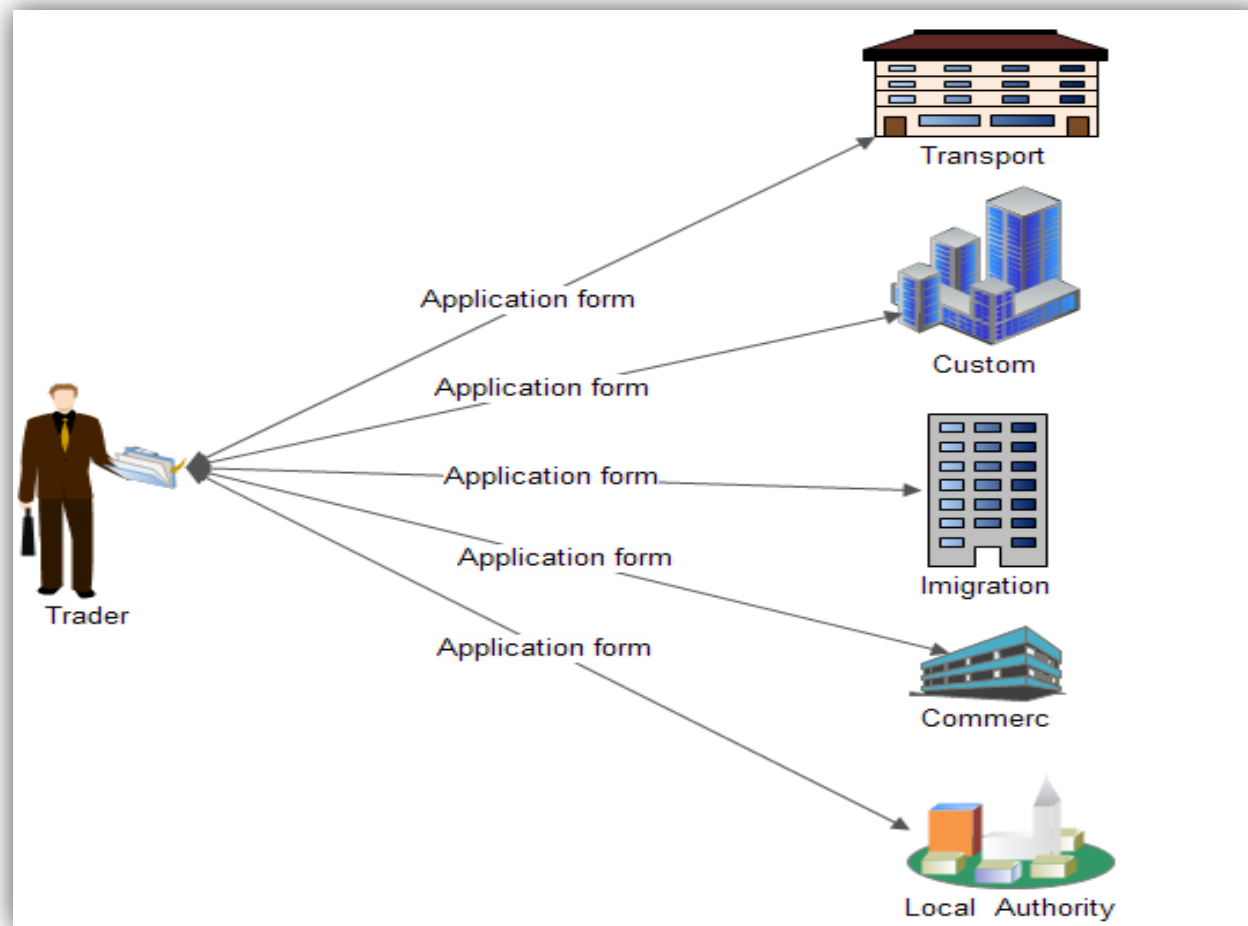 Transport
Application form
Custom
Application form
Application form
Application form
Imigration
Trader
Application form
Commerc
Local Authority